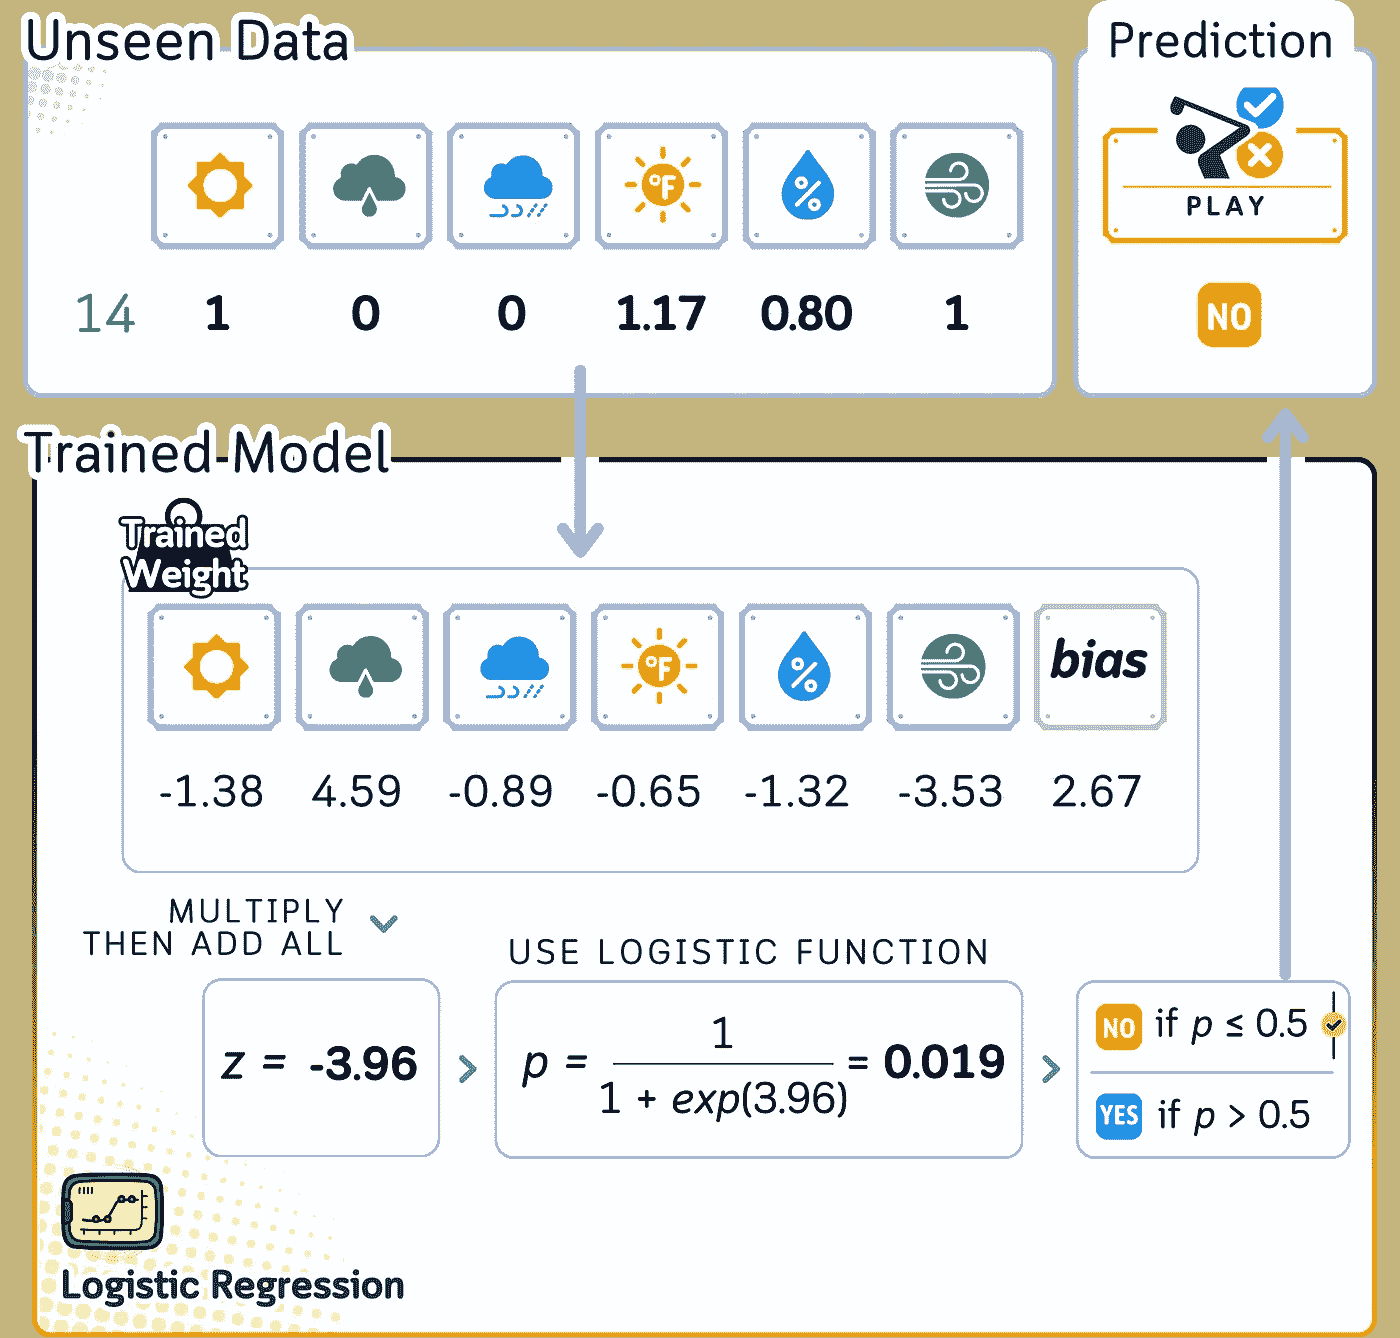 Unseen Data
Prediction
°F
%
PLAY
14 1 0 0 1.17 0.80 1
NO
Trained Model
Trained
Weight
°F
%
bias
-1.38 4.59 -0.89 -0.65 -1.32 -3.53 2.67
MULTIPLY
THEN ADD ALL
USE LOGISTIC FUNCTION
z = -3.96
p = 1 / 1 + exp(3.96) = 0.019
NO if p ≤ 0.5
YES if p > 0.5
Logistic Regression